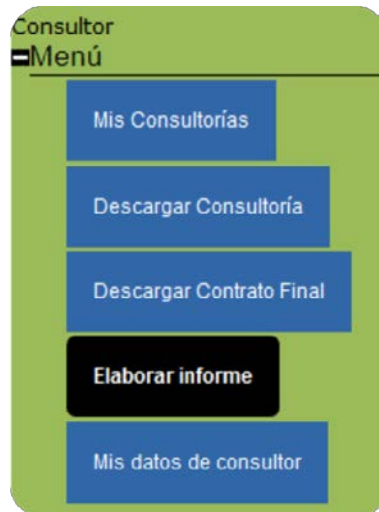 Consultor
Menú
Mis Consultorías
Descargar Consultoría
Descargar Contrato Final
Elaborar informe
Mis datos de consultor